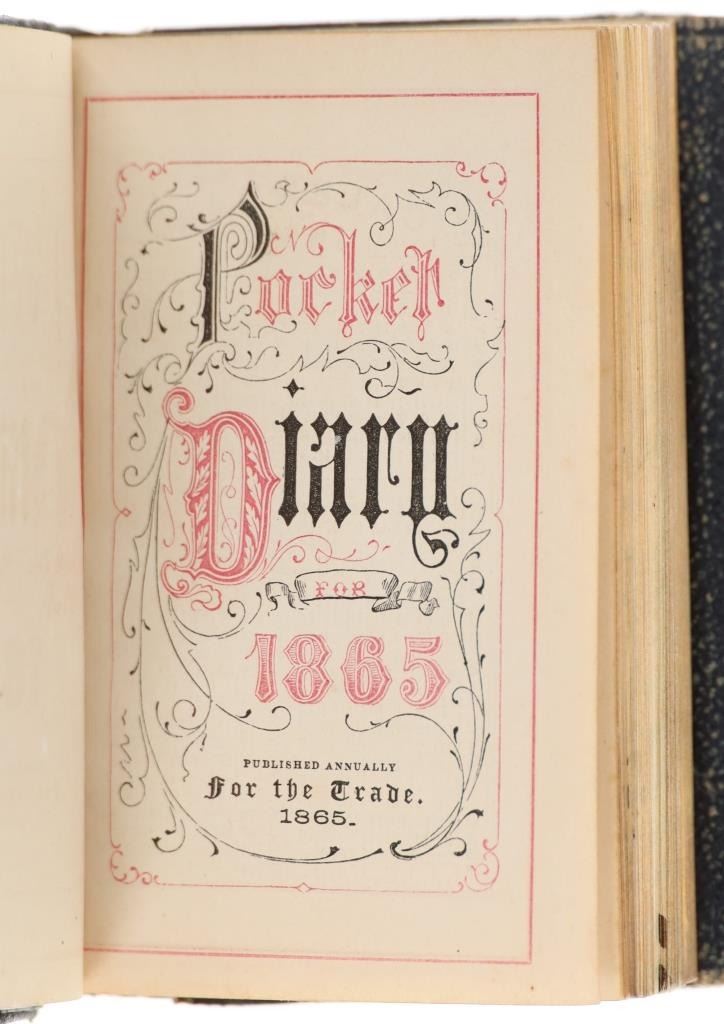 Pocket
Diary
FOR
1865
PUBLISHED ANNUALLY
For the Trade.
1865.